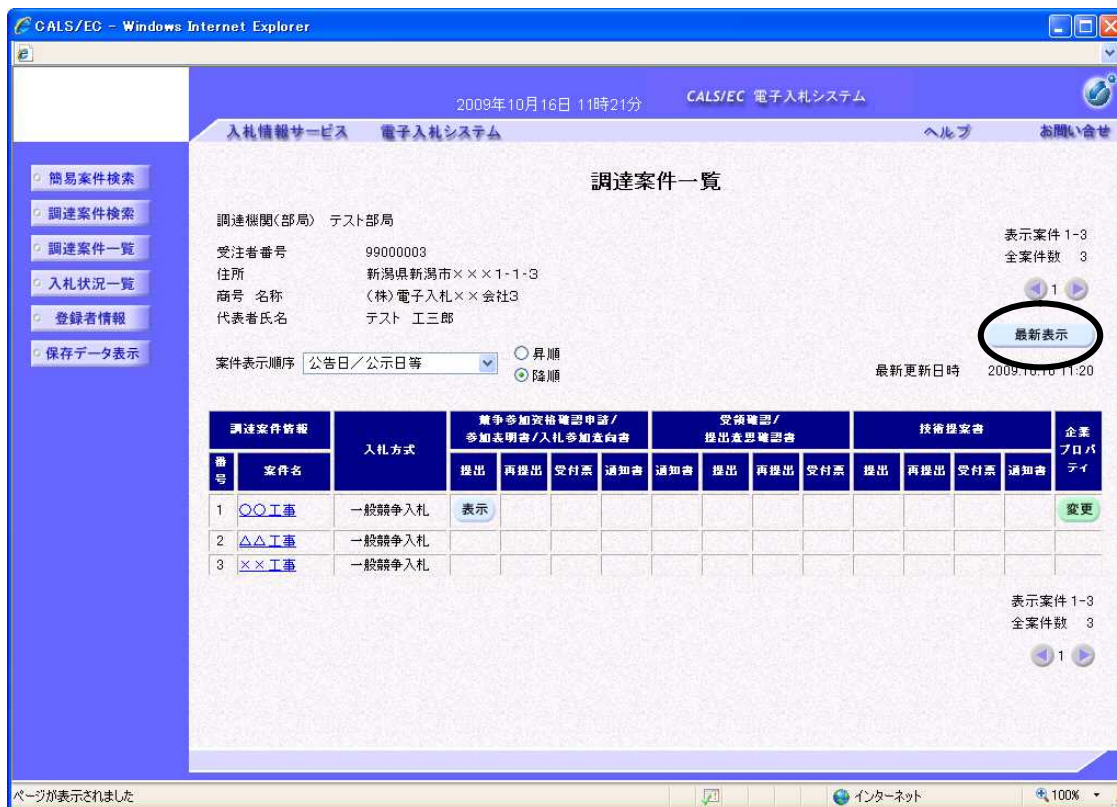 CALS/EC - Windows Internet Explorer
2009年10月16日 11時21分
CALS/EC 電子入札システム
入札情報サービス 電子入札システム ヘルプ お問い合せ
簡易案件検索
調達案件検索
調達案件一覧
入札状況一覧
登録者情報
保存データ表示
調達案件一覧
調達機関(部局) テスト部局
受注者番号 99000003
住所 新潟県新潟市×××1-1-3
商号 名称 (株)電子入札××会社3
代表者氏名 テスト 工三郎
表示案件 1-3
全案件数 3
1
最新表示
案件表示順序 公告日/公示日等
昇順
降順
最新更新日時 2009.10.16 11:20
調達案件情報 入札方式 競争参加資格確認申請/参加表明書/入札参加意向書 受領確認/提出意思確認書 技術提案書 企業プロパティ
番号 案件名 提出 再提出 受付票 通知書 通知書 提出 再提出 受付票 提出 再提出 受付票 通知書
1 〇〇工事 一般競争入札 表示 変更
2 △△工事 一般競争入札
3 ××工事 一般競争入札
表示案件 1-3
全案件数 3
1
ページが表示されました インターネット 100%